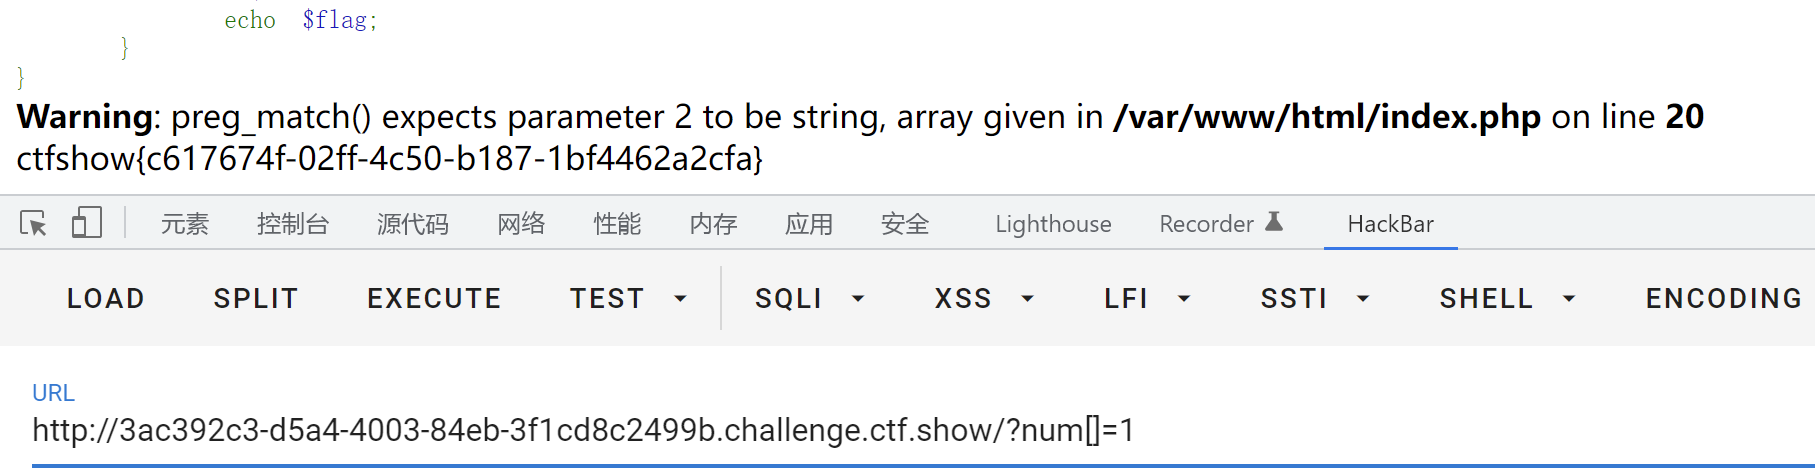 echo $flag;
}
}
Warning: preg_match() expects parameter 2 to be string, array given in /var/www/html/index.php on line 20
ctfshow{c617674f-02ff-4c50-b187-1bf4462a2cfa}
元素 控制台 源代码 网络 性能 内存 应用 安全 Lighthouse Recorder HackBar
LOAD SPLIT EXECUTE TEST SQLI XSS LFI SSTI SHELL ENCODING
URL
http://3ac392c3-d5a4-4003-84eb-3f1cd8c2499b.challenge.ctf.show/?num[]=1